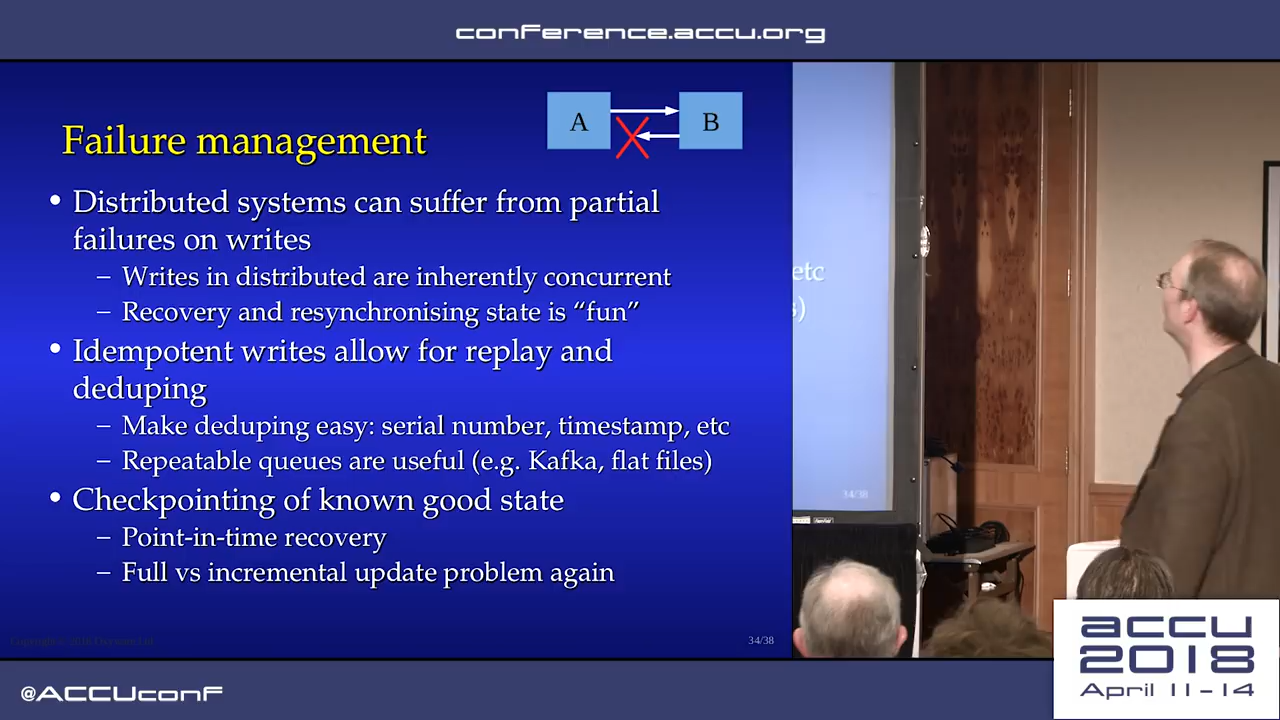 conference.accu.org
A
B
Failure management
• Distributed systems can suffer from partial
failures on writes
– Writes in distributed are inherently concurrent
– Recovery and resynchronising state is “fun”
• Idempotent writes allow for replay and
deduping
– Make deduping easy: serial number, timestamp, etc
– Repeatable queues are useful (e.g. Kafka, flat files)
• Checkpointing of known good state
– Point-in-time recovery
– Full vs incremental update problem again
34/38
etc
s)
34/38
@ACCUconf
accu
2018
April 11-14